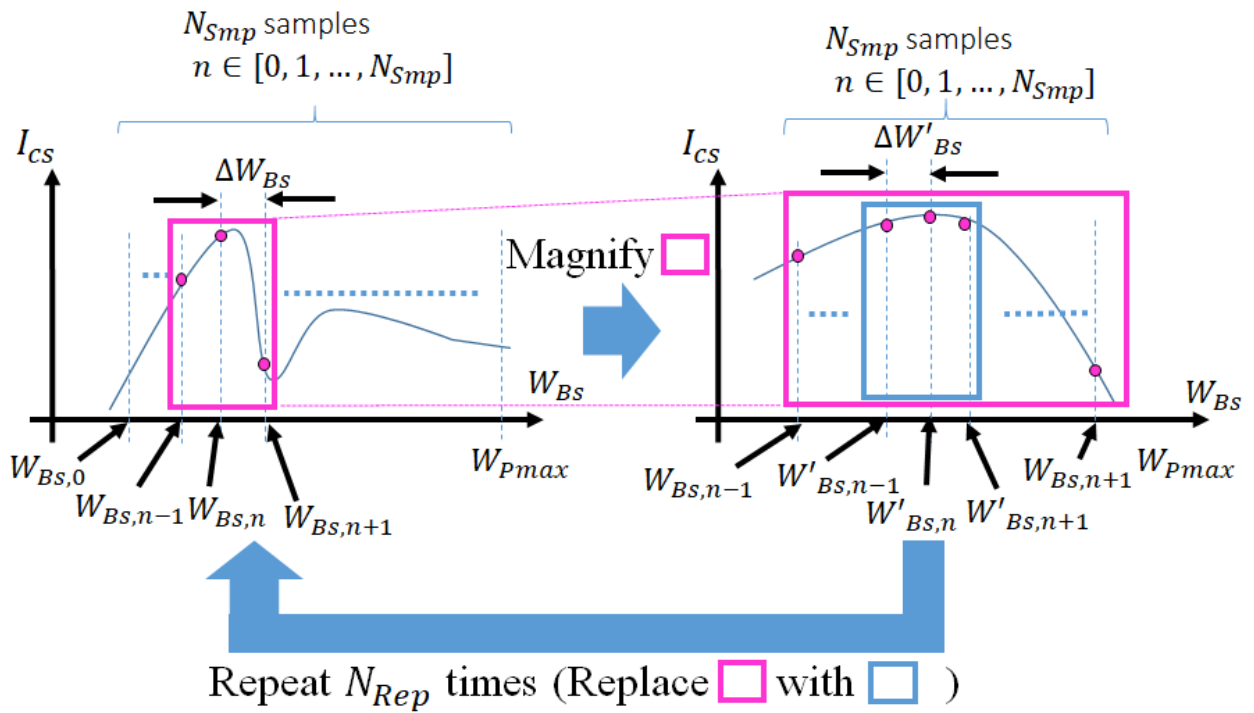 N_{Smp} samples
n ∈ [0, 1, … , N_{Smp}]
I_{cs}
ΔW_{Bs}
W_{Bs}
W_{Pmax}
W_{Bs,0}
W_{Bs,n−1}
W_{Bs,n}
W_{Bs,n+1}
Magnify
N_{Smp} samples
n ∈ [0, 1, … , N_{Smp}]
I_{cs}
ΔW'_{Bs}
W_{Bs}
W_{Pmax}
W_{Bs,n−1}
W'_{Bs,n−1}
W'_{Bs,n}
W'_{Bs,n+1}
W_{Bs,n+1}
Repeat N_{Rep} times (Replace with )